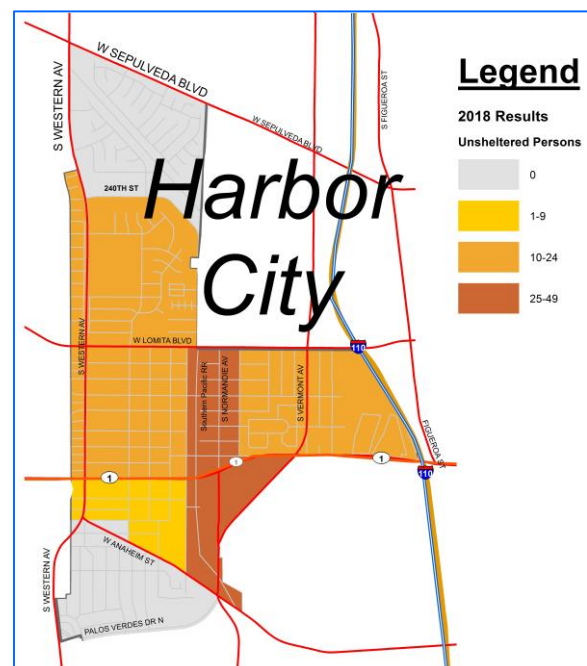 W SEPULVEDA BLVD
S WESTERN AV
S FIGUEROA ST
W SEPULVEDA BLVD
Harbor
City
240TH ST
W LOMITA BLVD
110
S WESTERN AV
Southern Pacific RR
S NORMANDIE AV
S VERMONT AV
FIGUEROA ST
1
1
110
W ANAHEIM ST
S WESTERN AV
PALOS VERDES DR N
Legend
2018 Results
Unsheltered Persons
0
1-9
10-24
25-49